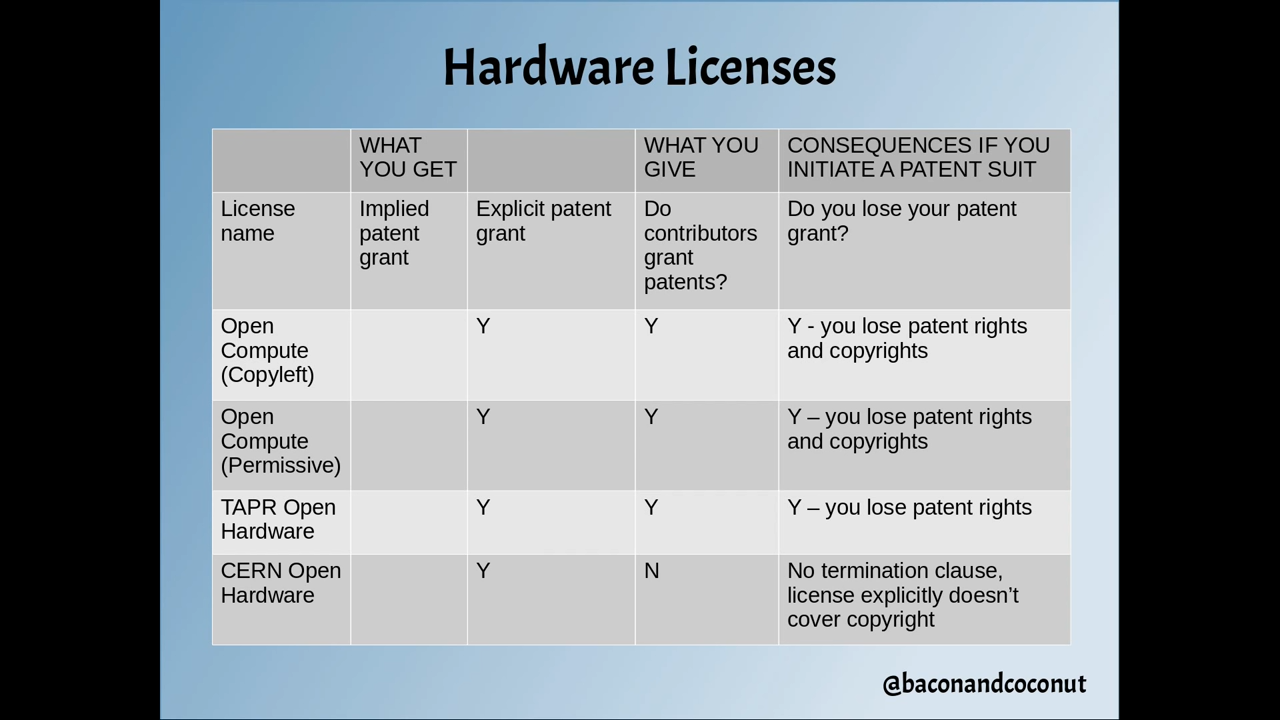 Hardware Licenses
WHAT
YOU GET
WHAT YOU
GIVE
CONSEQUENCES IF YOU
INITIATE A PATENT SUIT
License
name
Implied
patent
grant
Explicit patent
grant
Do
contributors
grant
patents?
Do you lose your patent
grant?
Open
Compute
(Copyleft)
Y
Y
Y - you lose patent rights
and copyrights
Open
Compute
(Permissive)
Y
Y
Y – you lose patent rights
and copyrights
TAPR Open
Hardware
Y
Y
Y – you lose patent rights
CERN Open
Hardware
Y
N
No termination clause,
license explicitly doesn’t
cover copyright
@baconandcoconut